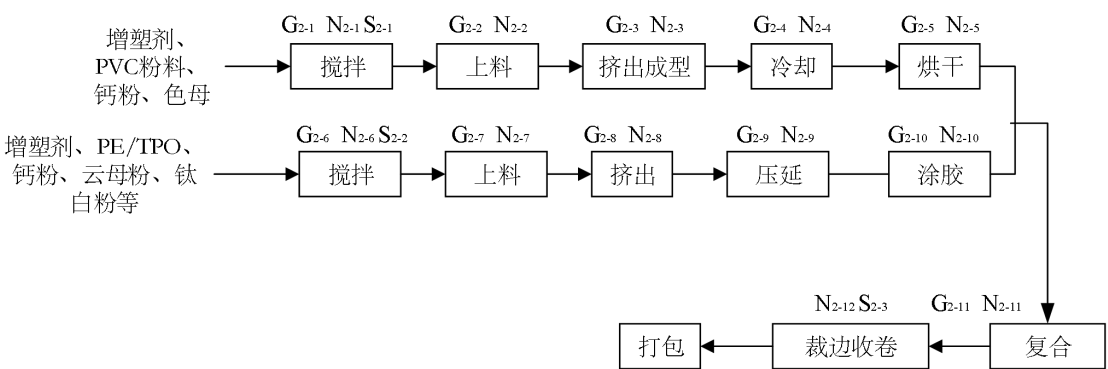 G2-1 N2-1 S2-1 G2-2 N2-2 G2-3 N2-3 G2-4 N2-4 G2-5 N2-5
增塑剂、
PVC粉料、
钙粉、色母
搅拌 上料 挤出成型 冷却 烘干
G2-6 N2-6 S2-2 G2-7 N2-7 G2-8 N2-8 G2-9 N2-9 G2-10 N2-10
增塑剂、PE/TPO、
钙粉、云母粉、钛
白粉等
搅拌 上料 挤出 压延 涂胶
N2-12 S2-3 G2-11 N2-11
打包 裁边收卷 复合